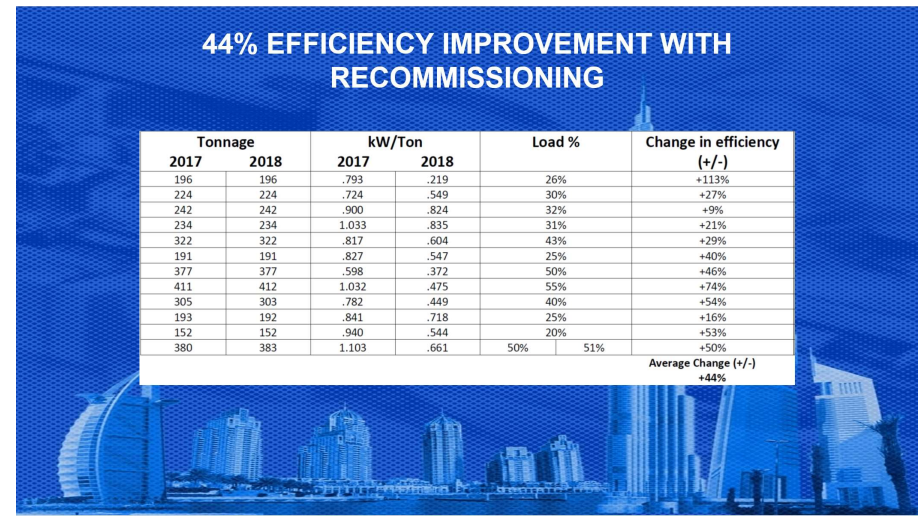 44% EFFICIENCY IMPROVEMENT WITH
RECOMMISSIONING
Tonnage kW/Ton Load % Change in efficiency
2017 2018 2017 2018 (+/-)
196 196 .793 .219 26% +113%
224 224 .724 .549 30% +27%
242 242 .900 .824 32% +9%
234 234 1.033 .835 31% +21%
322 322 .817 .604 43% +29%
191 191 .827 .547 25% +40%
377 377 .598 .372 50% +46%
411 412 1.032 .475 55% +74%
305 303 .782 .449 40% +54%
193 192 .841 .718 25% +16%
152 152 .940 .544 20% +53%
380 383 1.103 .661 50% 51% +50%
Average Change (+/-)
+44%